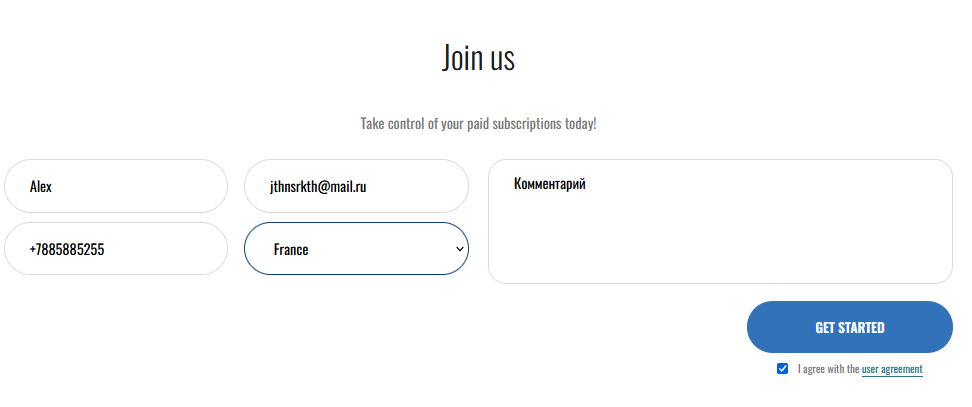 Join us
Take control of your paid subscriptions today!
Alex
jthnsrkth@mail.ru
Комментарий
+7885885255
France
GET STARTED
I agree with the user agreement